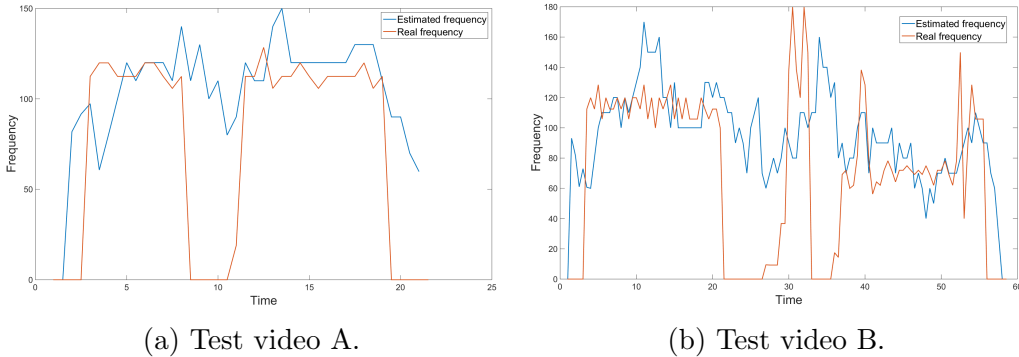 150
100
50
0
0
5
10
15
20
25
Frequency
Time
Estimated frequency
Real frequency
(a) Test video A.
180
160
140
120
100
80
60
40
20
0
0
10
20
30
40
50
60
Frequency
Time
Estimated frequency
Real frequency
(b) Test video B.